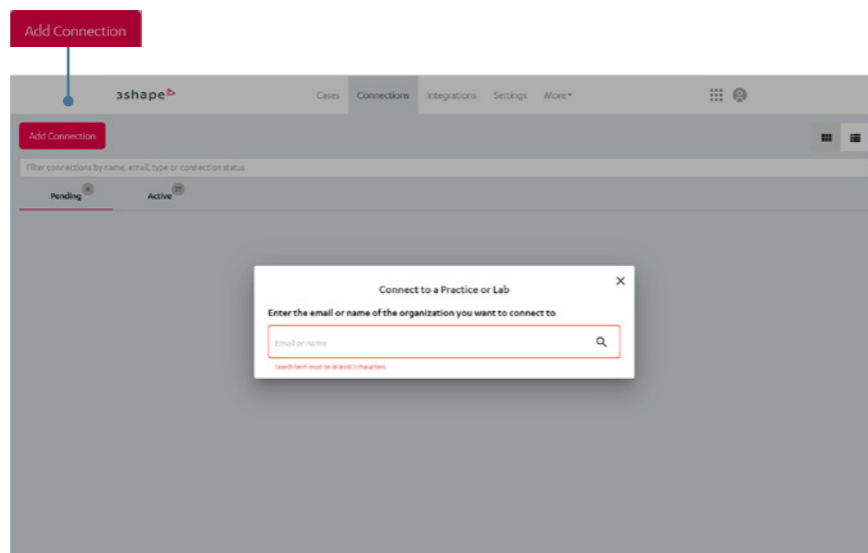 Add Connection
3shape
Cases Connections Integrations Settings More
Add Connection
Filter connections by name, email, type or connection status
Pending Active
Connect to a Practice or Lab
Enter the email or name of the organization you want to connect to
Email or name
Search term must be at least 3 characters